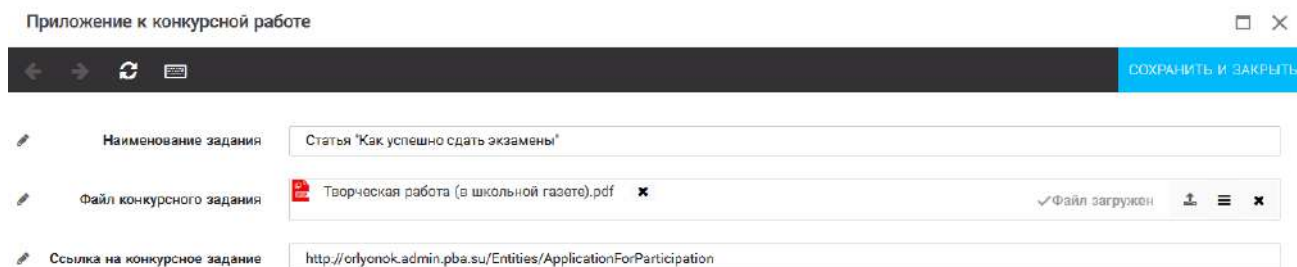 Приложение к конкурсной работе
СОХРАНИТЬ И ЗАКРЫТЬ
Наименование задания Статья "Как успешно сдать экзамены"
Файл конкурсного задания Творческая работа (в школьной газете).pdf Файл загружен
Ссылка на конкурсное задание http://orlyonok.admin.pba.su/Entities/ApplicationForParticipation